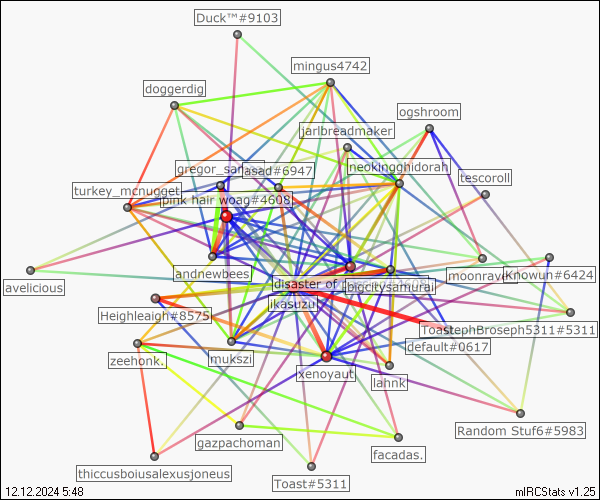 Duck™#9103
mingus4742
doggerdig
ogshroom
jarlbreadmaker
gregor_sa
asad#6947
neokingghidorah
tescoroll
turkey_mcnugget
pink hair woag#4608
andnewbees
moonravi
Knowun#6424
avelicious
disaster of
bigcitysamurai
ikasuzu
Heighleaigh#8575
ToastephBroseph5311#5311
default#0617
zeehonk.
mukszi
xenoyaut
lahnk
gazpachoman
Random Stuf6#5983
facadas.
thiccusboiusalexusjoneus
Toast#5311
12.12.2024 5:48
mIRCStats v1.25